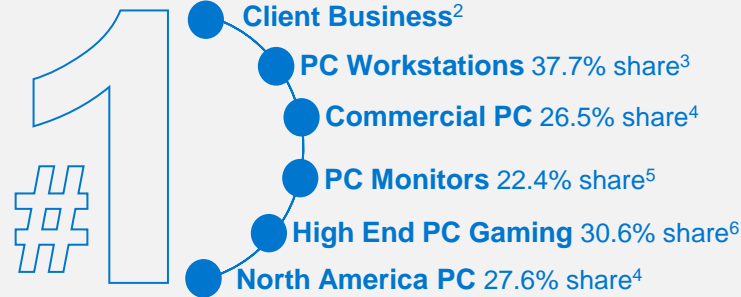 #1
Client Business²
PC Workstations 37.7% share³
Commercial PC 26.5% share⁴
PC Monitors 22.4% share⁵
High End PC Gaming 30.6% share⁶
North America PC 27.6% share⁴